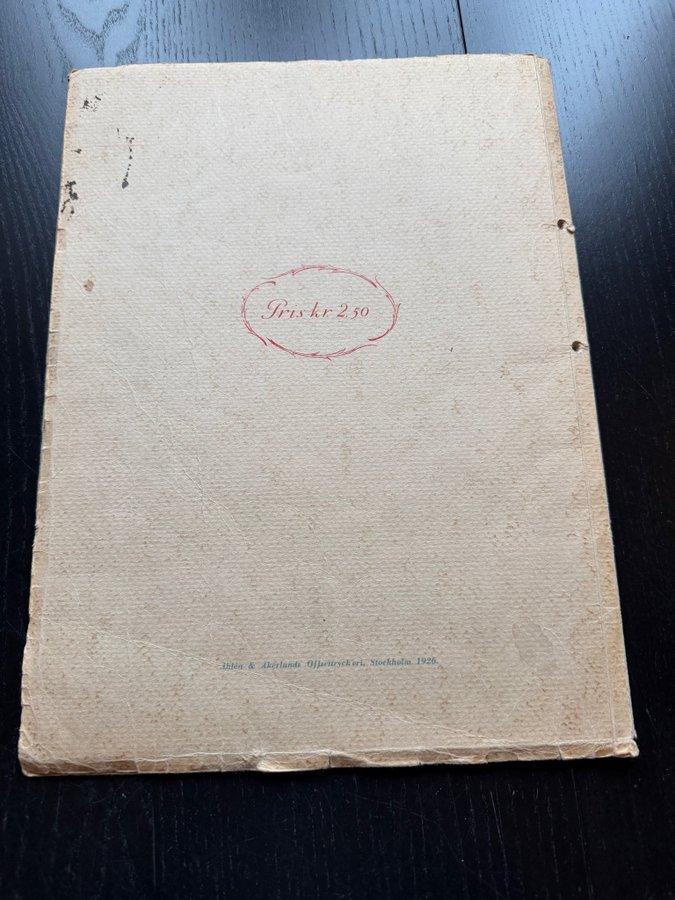 Pris kr. 2,50
Åhlén & Åkerlunds Offsettryckeri, Stockholm 1926.